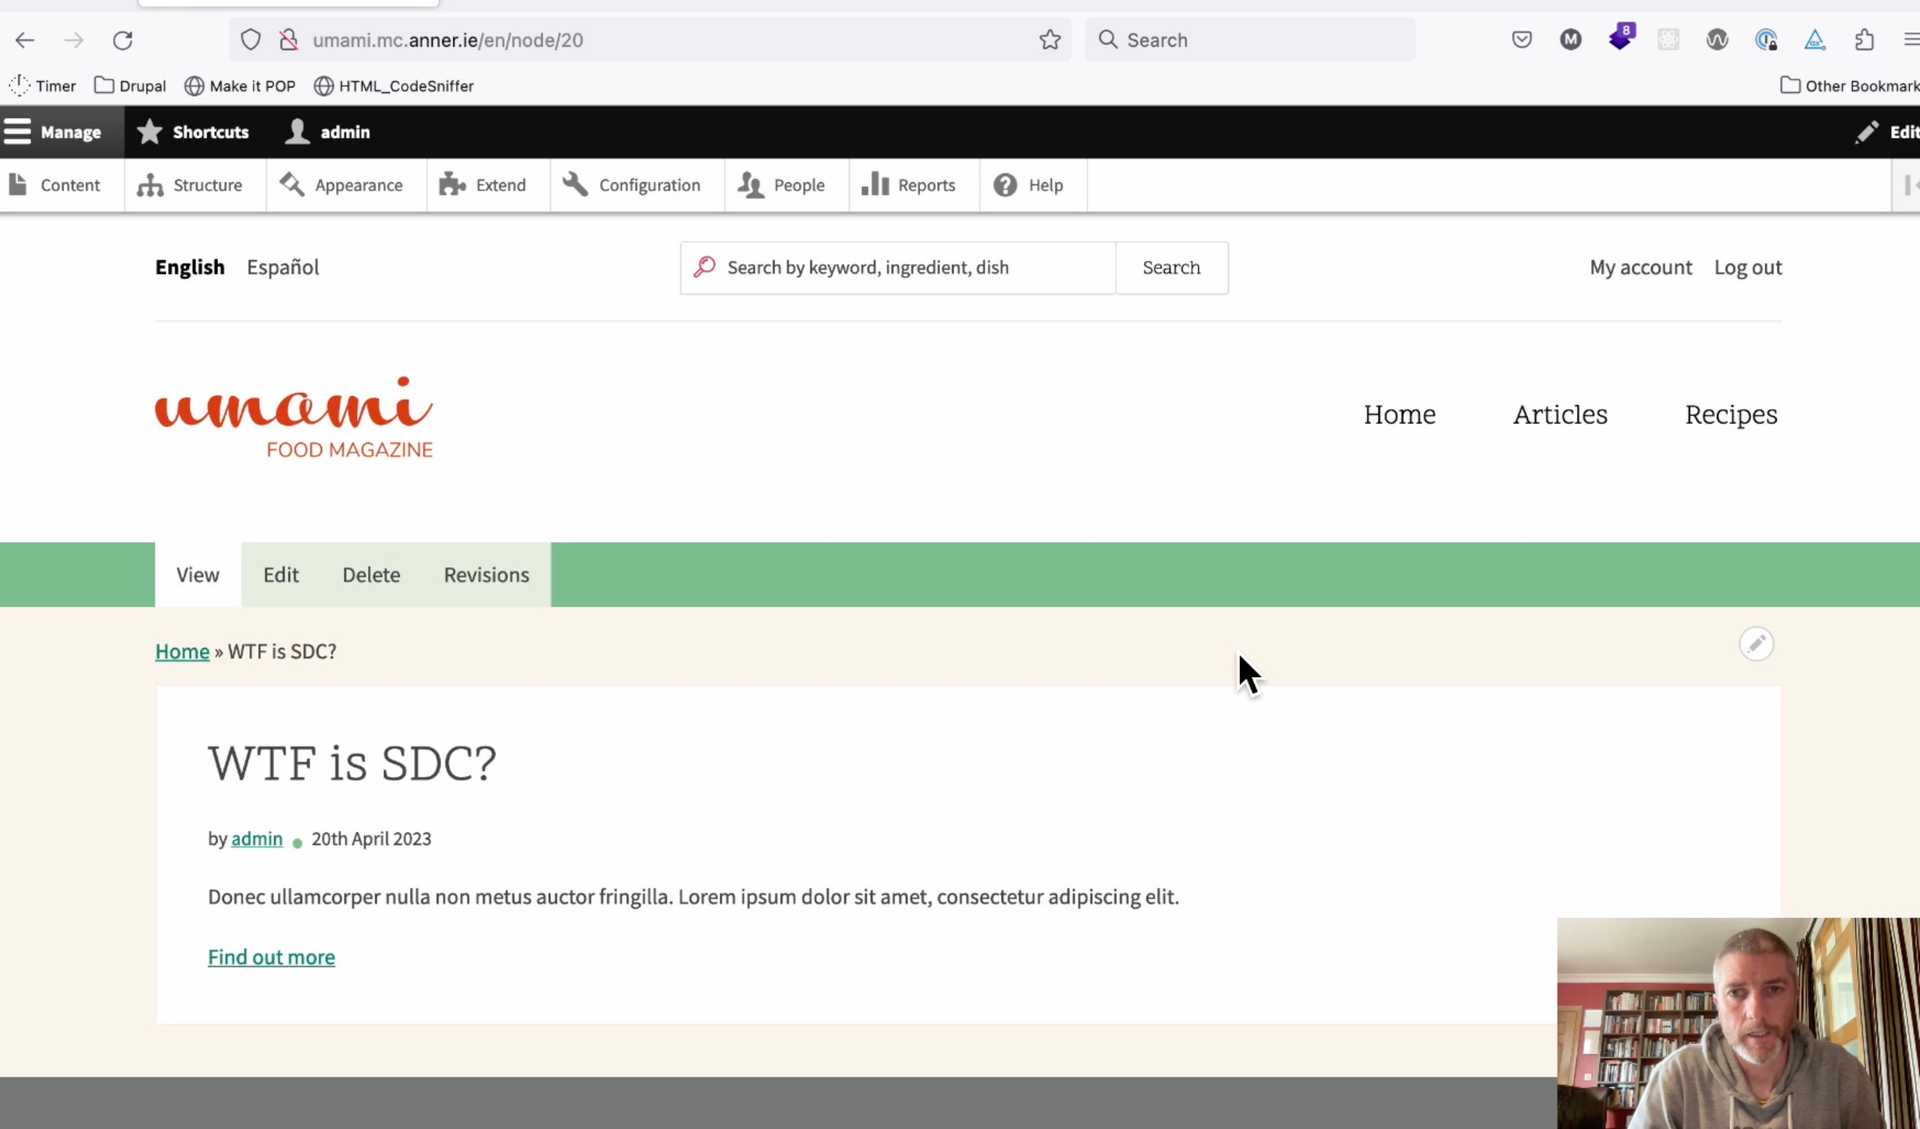 umami.mc.anner.ie/en/node/20
Search
M
8
Timer
Drupal
Make it POP
HTML_CodeSniffer
Other Bookmark
Manage
Shortcuts
admin
Edit
Content
Structure
Appearance
Extend
Configuration
People
Reports
Help
English
Español
Search by keyword, ingredient, dish
Search
My account
Log out
umami
FOOD MAGAZINE
Home
Articles
Recipes
View
Edit
Delete
Revisions
Home » WTF is SDC?
WTF is SDC?
by admin 20th April 2023
Donec ullamcorper nulla non metus auctor fringilla. Lorem ipsum dolor sit amet, consectetur adipiscing elit.
Find out more